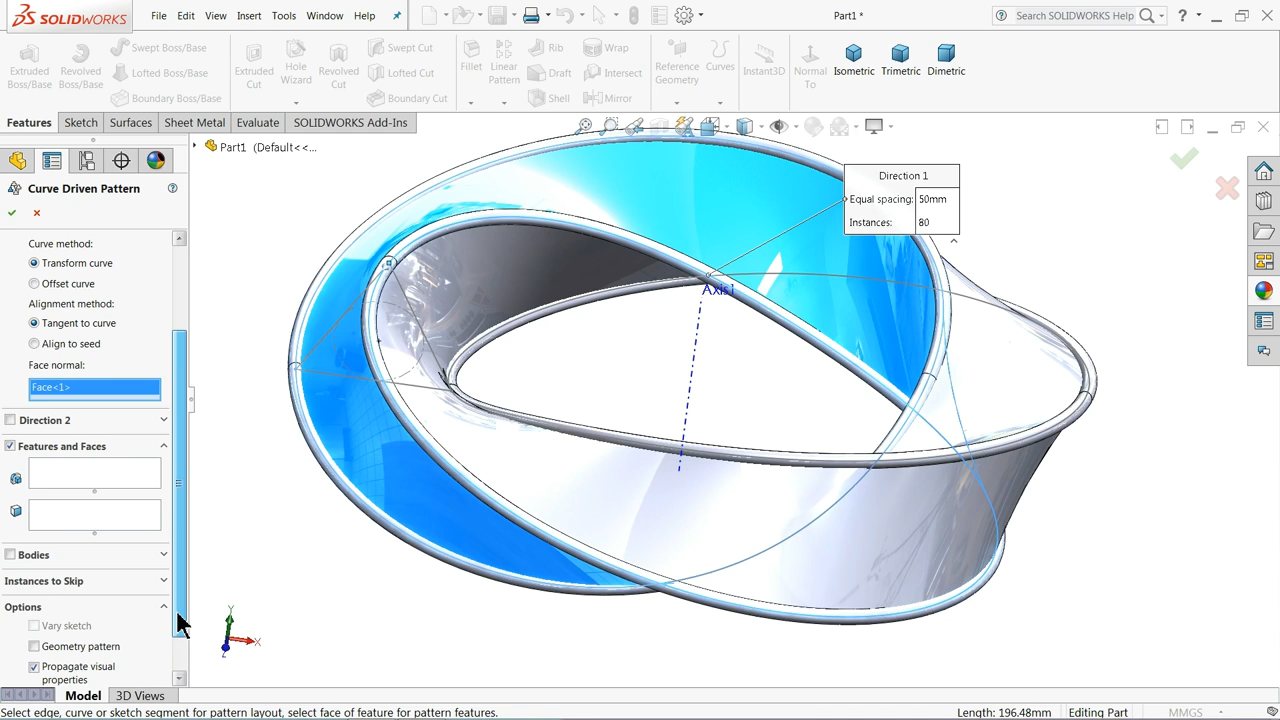 SOLIDWORKS
File Edit View Insert Tools Window Help
Part1 *
Search SOLIDWORKS Help
Extruded Boss/Base
Revolved Boss/Base
Swept Boss/Base
Lofted Boss/Base
Boundary Boss/Base
Extruded Cut
Hole Wizard
Revolved Cut
Swept Cut
Lofted Cut
Boundary Cut
Fillet
Linear Pattern
Rib
Draft
Shell
Wrap
Intersect
Mirror
Reference Geometry
Curves
Instant3D
Normal To
Isometric
Trimetric
Dimetric
Features Sketch Surfaces Sheet Metal Evaluate SOLIDWORKS Add-Ins
Part1 (Default<<...
Curve Driven Pattern
Curve method:
Transform curve
Offset curve
Alignment method:
Tangent to curve
Align to seed
Face normal:
Face<1>
Direction 2
Features and Faces
Bodies
Instances to Skip
Options
Vary sketch
Geometry pattern
Propagate visual
properties
Direction 1
Equal spacing: 50mm
Instances: 80
Axis1
Y
X
Z
Model 3D Views
Select edge, curve or sketch segment for pattern layout, select face of feature for pattern features.
Length: 196.48mm Editing Part MMGS